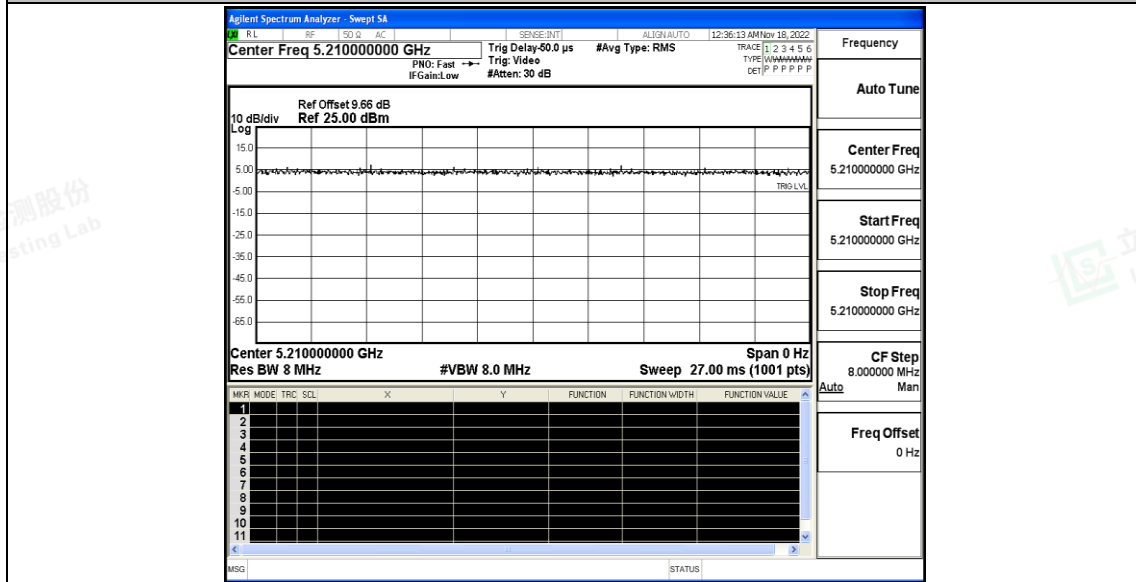 Agilent Spectrum Analyzer - Swept SA
RL RF 50 Ω AC SENSE:INT ALIGNAUTO 12:36:13 AM Nov 18, 2022
Center Freq 5.210000000 GHz
PNO: Fast
IFGain:Low
Trig Delay-50.0 µs
Trig: Video
#Atten: 30 dB
#Avg Type: RMS
TRACE 1 2 3 4 5 6
TYPE WWWWWW
DET P P P P P P
Ref Offset 9.66 dB
10 dB/div Ref 25.00 dBm
Log
15.0
5.00
-5.00
-15.0
-25.0
-35.0
-45.0
-55.0
-65.0
TRIG LVL
Center 5.210000000 GHz Span 0 Hz
Res BW 8 MHz #VBW 8.0 MHz Sweep 27.00 ms (1001 pts)
MKR MODE TRC SCL X Y FUNCTION FUNCTION WIDTH FUNCTION VALUE
1
2
3
4
5
6
7
8
9
10
11
MSG STATUS
Frequency
Auto Tune
Center Freq
5.210000000 GHz
Start Freq
5.210000000 GHz
Stop Freq
5.210000000 GHz
CF Step
8.000000 MHz
Auto Man
Freq Offset
0 Hz
测股份
sting Lab